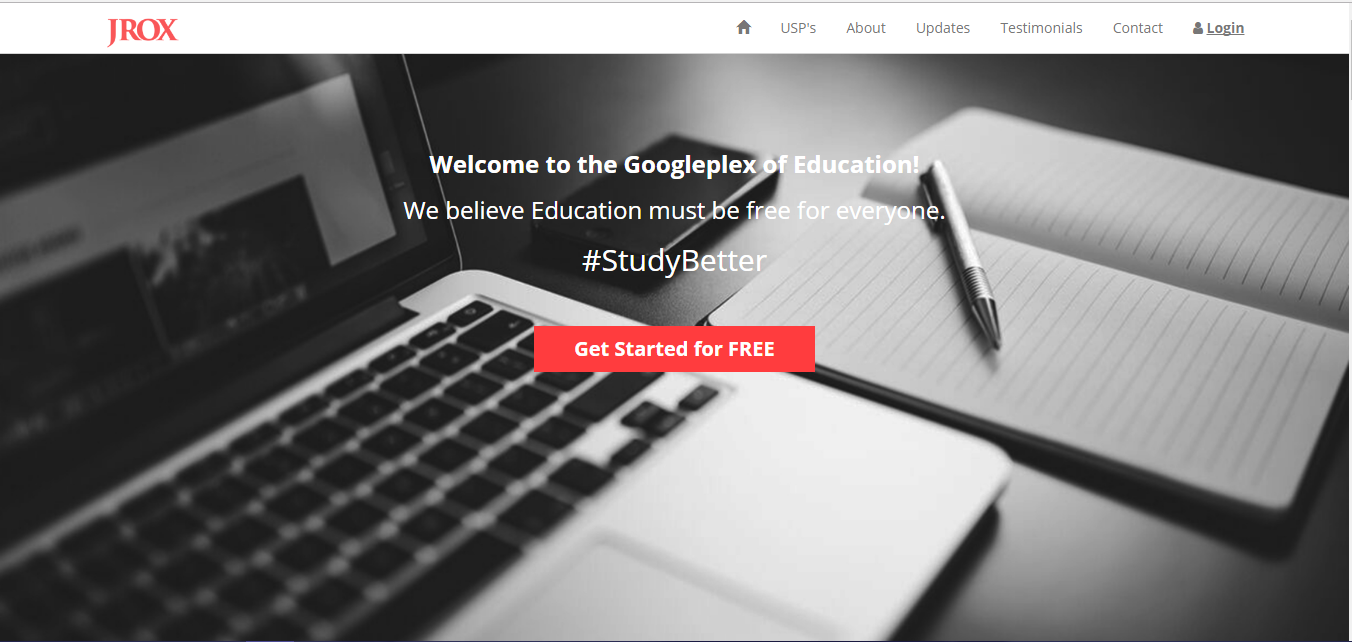 JROX
USP's
About
Updates
Testimonials
Contact
Login
Welcome to the Googleplex of Education!
We believe Education must be free for everyone.
#StudyBetter
Get Started for FREE